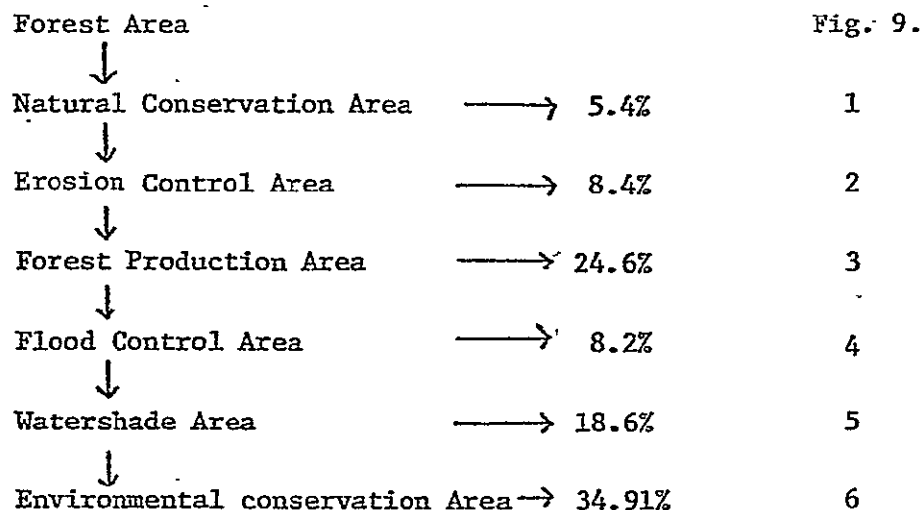 Forest Area Fig. 9.
Natural Conservation Area → 5.4% 1
Erosion Control Area → 8.4% 2
Forest Production Area → 24.6% 3
Flood Control Area → 8.2% 4
Watershade Area → 18.6% 5
Environmental conservation Area → 34.91% 6